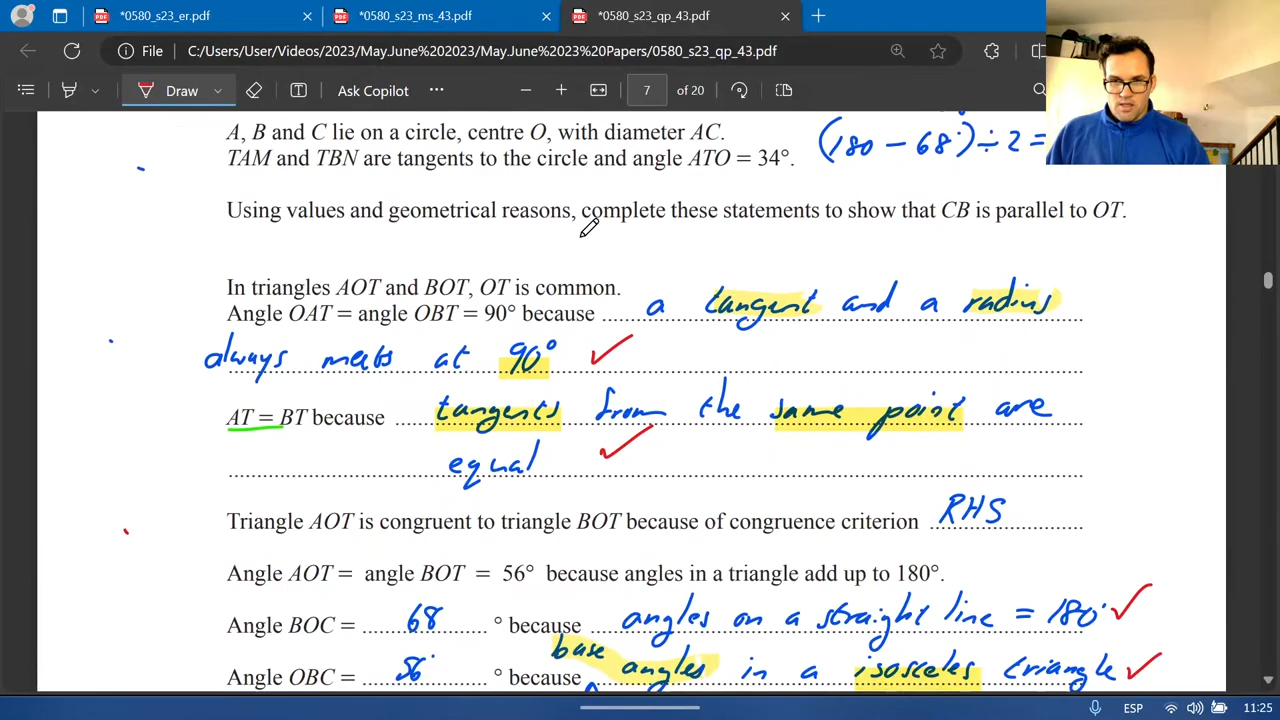 *0580_s23_er.pdf
*0580_s23_ms_43.pdf
*0580_s23_qp_43.pdf
File
C:/Users/User/Videos/2023/May.June%202023/May.June%2023%20Papers/0580_s23_qp_43.pdf
Draw
Ask Copilot
7 of 20
A, B and C lie on a circle, centre O, with diameter AC.
TAM and TBN are tangents to the circle and angle ATO = 34°.
(180 − 68°) ÷ 2 =
Using values and geometrical reasons, complete these statements to show that CB is parallel to OT.
In triangles AOT and BOT, OT is common.
Angle OAT = angle OBT = 90° because a tangent and a radius
always meets at 90°
AT = BT because tangents from the same point are
equal
Triangle AOT is congruent to triangle BOT because of congruence criterion RHS
Angle AOT = angle BOT = 56° because angles in a triangle add up to 180°.
Angle BOC = 68 ° because angles on a straight line = 180°
Angle OBC = 56° ° because base angles in a isosceles triangle
ESP
11:25